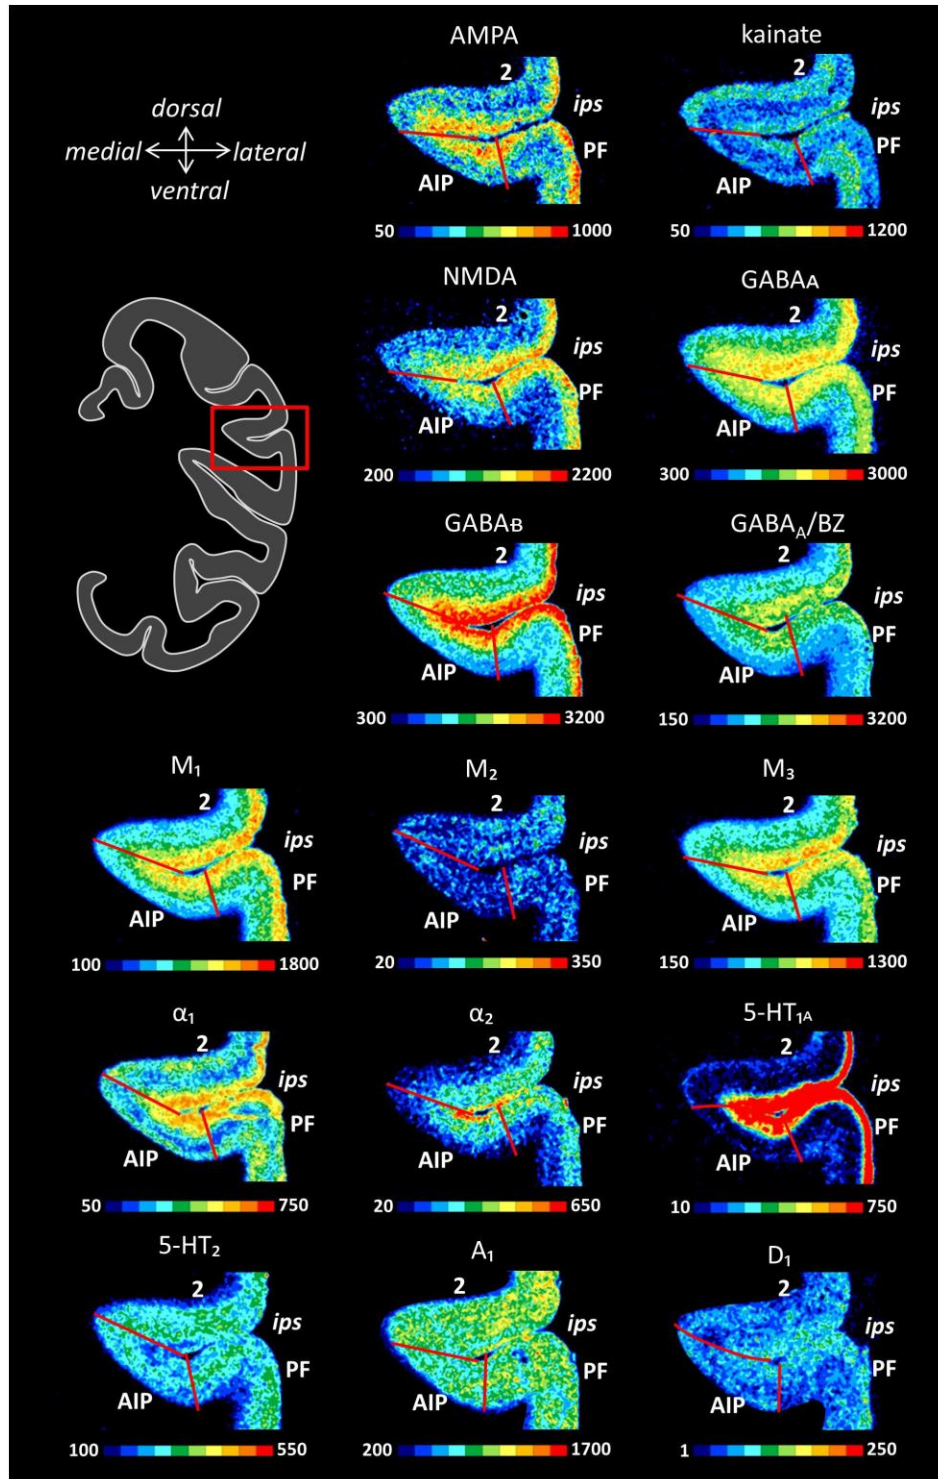 AMPA
kainate
dorsal
medial
lateral
ventral
2
ips
PF
AIP
50
1000
2
ips
PF
AIP
50
1200
NMDA
GABAA
2
ips
PF
AIP
200
2200
2
ips
PF
AIP
300
3000
GABAB
GABAA/BZ
2
ips
PF
AIP
300
3200
2
ips
PF
AIP
150
3200
M₁
M₂
M₃
2
ips
PF
AIP
100
1800
2
ips
PF
AIP
20
350
2
ips
PF
AIP
150
1300
α₁
α₂
5-HT₁A
2
ips
PF
AIP
50
750
2
ips
PF
AIP
20
650
2
ips
PF
AIP
10
750
5-HT₂
A₁
D₁
2
ips
PF
AIP
100
550
2
ips
PF
AIP
200
1700
2
ips
PF
AIP
1
250